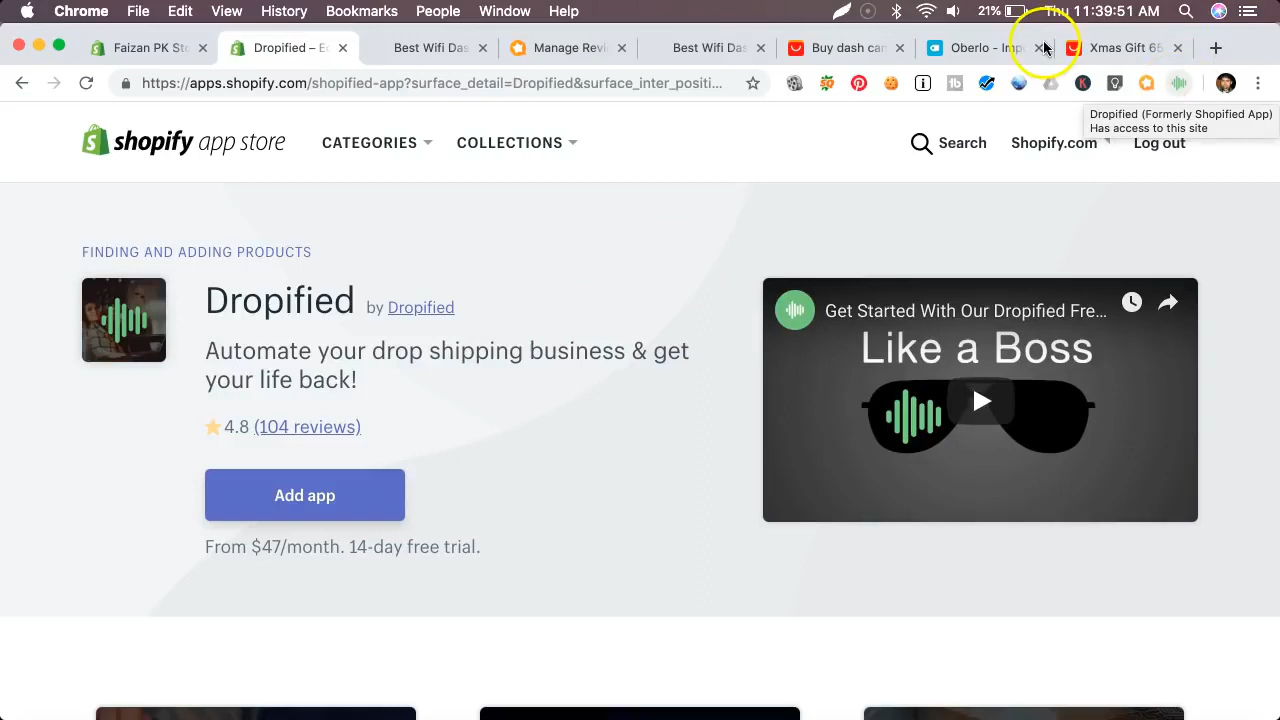 Chrome File Edit View History Bookmarks People Window Help 21% Thu 11:39:51 AM
Faizan PK Sto Dropified – E Best Wifi Das Manage Revi Best Wifi Das Buy dash cam Oberlo - Imp Xmas Gift 65
https://apps.shopify.com/shopified-app?surface_detail=Dropified&surface_inter_positi...
Dropified (Formerly Shopified App)
Has access to this site
shopify app store CATEGORIES COLLECTIONS Search Shopify.com Log out
FINDING AND ADDING PRODUCTS
Dropified by Dropified
Automate your drop shipping business & get
your life back!
4.8 (104 reviews)
Add app
From $47/month. 14-day free trial.
Get Started With Our Dropified Fre...
Like a Boss